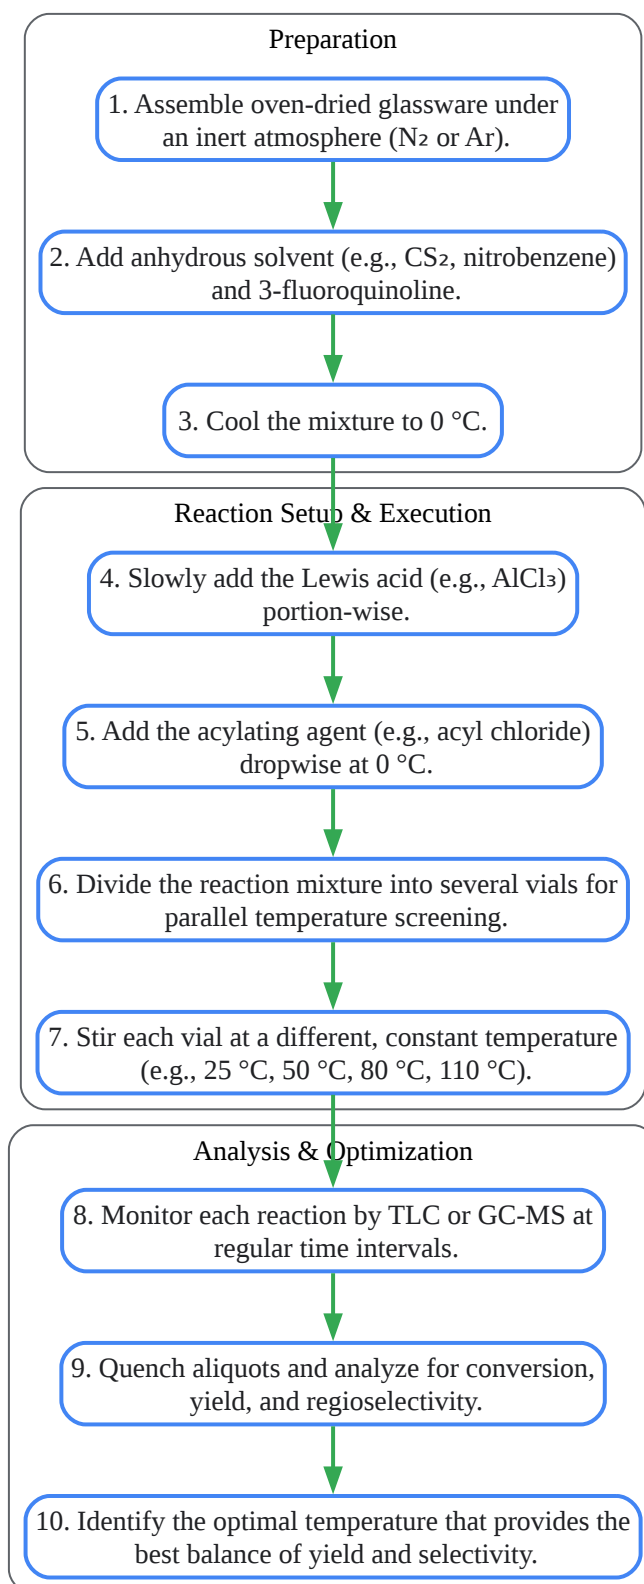 Preparation
1. Assemble oven-dried glassware under
an inert atmosphere (N₂ or Ar).
2. Add anhydrous solvent (e.g., CS₂, nitrobenzene)
and 3-fluoroquinoline.
3. Cool the mixture to 0 °C.
Reaction Setup & Execution
4. Slowly add the Lewis acid (e.g., AlCl₃)
portion-wise.
5. Add the acylating agent (e.g., acyl chloride)
dropwise at 0 °C.
6. Divide the reaction mixture into several vials for
parallel temperature screening.
7. Stir each vial at a different, constant temperature
(e.g., 25 °C, 50 °C, 80 °C, 110 °C).
Analysis & Optimization
8. Monitor each reaction by TLC or GC-MS at
regular time intervals.
9. Quench aliquots and analyze for conversion,
yield, and regioselectivity.
10. Identify the optimal temperature that provides the
best balance of yield and selectivity.